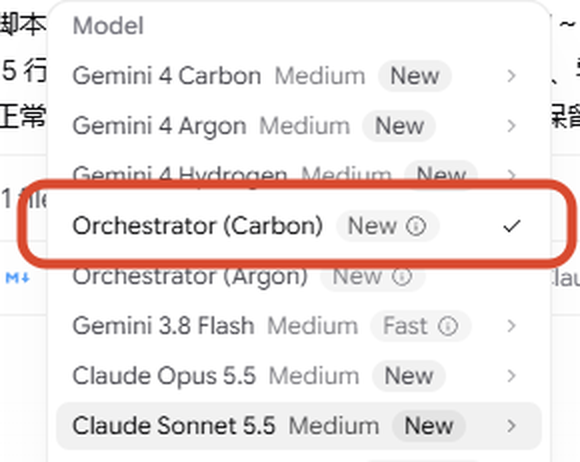 Model
脚本
~
Gemini 4 Carbon Medium New
5 行
Gemini 4 Argon Medium New
正常
保留
Gemini 4 Hydrogen Medium New
1 file
Orchestrator (Carbon) New
Orchestrator (Argon) New
M
Gemini 3.8 Flash Medium Fast
Claude Opus 5.5 Medium New
Claude Sonnet 5.5 Medium New